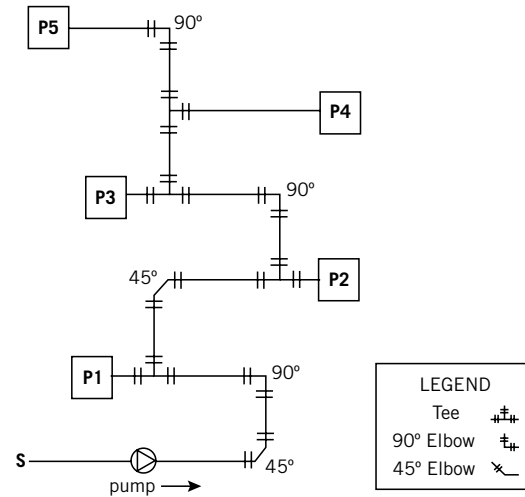 P5
90º
P4
P3
90º
45º
P2
P1
90º
S
45º
pump
LEGEND
Tee
90º Elbow
45º Elbow